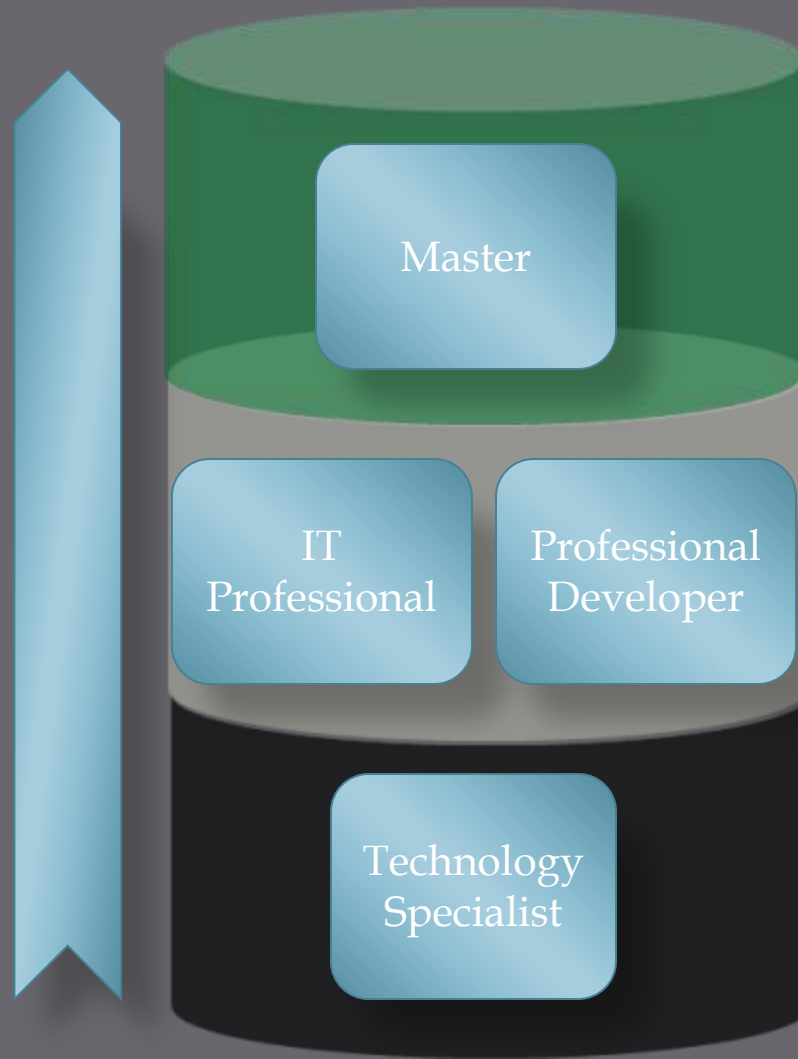 Master
IT
Professional
Professional
Developer
Technology
Specialist